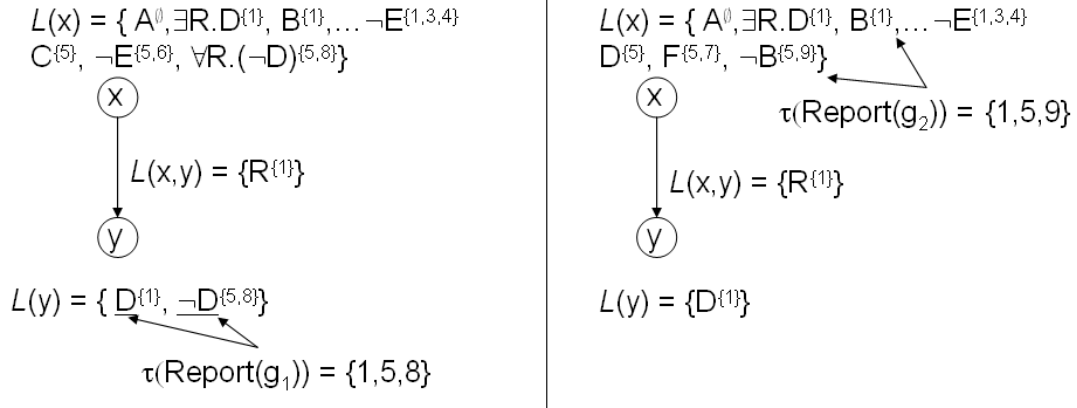 L(x) = { A^{∅}, ∃R.D^{{1}}, B^{{1}},… ¬E^{{1,3,4}}
C^{{5}}, ¬E^{{5,6}}, ∀R.(¬D)^{{5,8}}}
x
L(x,y) = {R^{{1}}}
y
L(y) = { D^{{1}}, ¬D^{{5,8}}}
τ(Report(g₁)) = {1,5,8}
L(x) = { A^{∅}, ∃R.D^{{1}}, B^{{1}},… ¬E^{{1,3,4}}
D^{{5}}, F^{{5,7}}, ¬B^{{5,9}}}
x
τ(Report(g₂)) = {1,5,9}
L(x,y) = {R^{{1}}}
y
L(y) = {D^{{1}}}